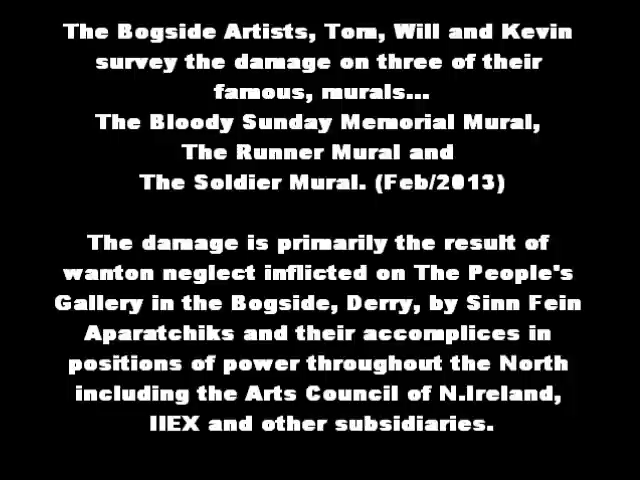 The Bogside Artists, Tom, Will and Kevin
survey the damage on three of their
famous, murals...
The Bloody Sunday Memorial Mural,
The Runner Mural and
The Soldier Mural. (Feb/2013)
The damage is primarily the result of
wanton neglect inflicted on The People's
Gallery in the Bogside, Derry, by Sinn Fein
Aparatchiks and their accomplices in
positions of power throughout the North
including the Arts Council of N.Ireland,
IIEX and other subsidiaries.